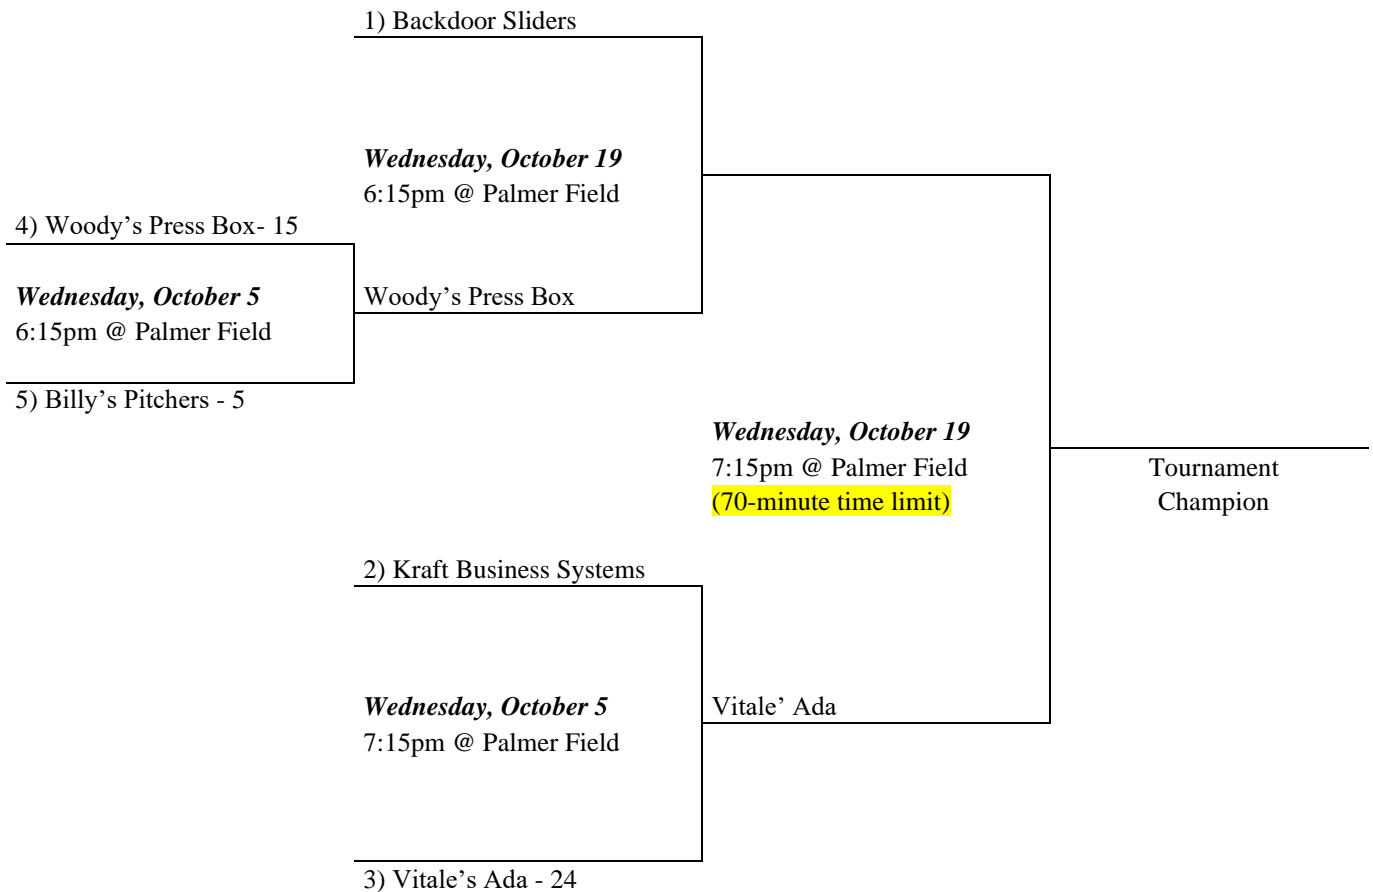 1) Backdoor Sliders
Wednesday, October 19
6:15pm @ Palmer Field
4) Woody’s Press Box- 15
Wednesday, October 5
6:15pm @ Palmer Field
Woody’s Press Box
5) Billy’s Pitchers - 5
Wednesday, October 19
7:15pm @ Palmer Field
(70-minute time limit)
Tournament
Champion
2) Kraft Business Systems
Wednesday, October 5
7:15pm @ Palmer Field
Vitale’ Ada
3) Vitale's Ada - 24